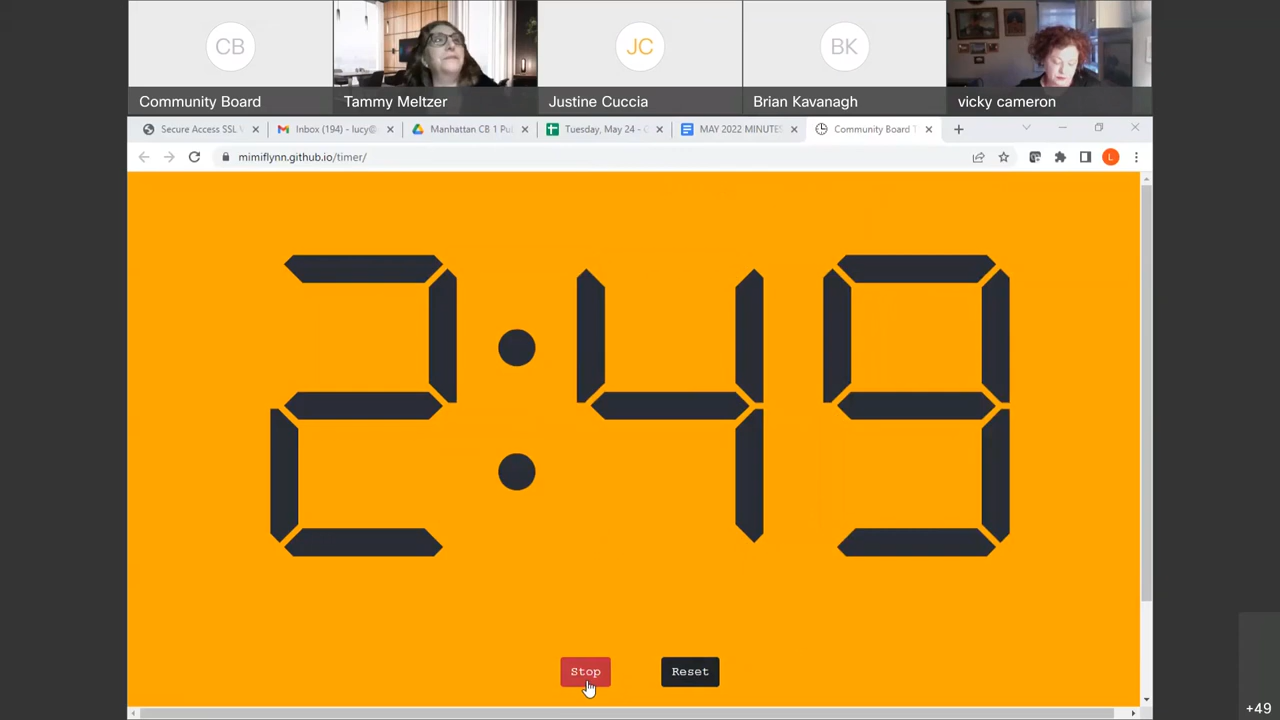 CB
JC
BK
Community Board
Tammy Meltzer
Justine Cuccia
Brian Kavanagh
vicky cameron
Secure Access SSL V
Inbox (194) - lucy@
Manhattan CB 1 Pu
Tuesday, May 24 - G
MAY 2022 MINUTES
Community Board T
mimiflynn.github.io/timer/
L
2:49
Stop
Reset
+49